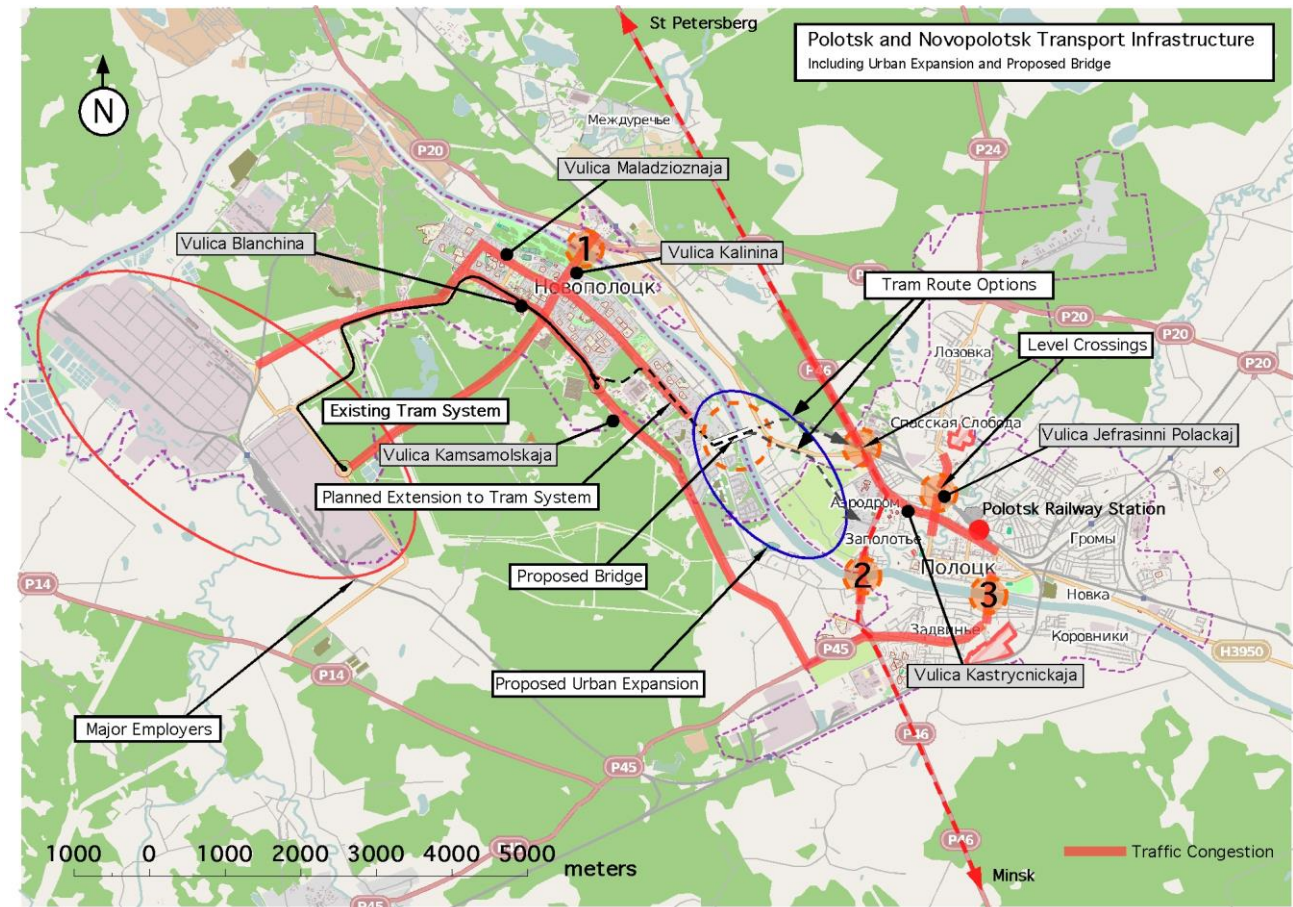 St Petersberg
Polotsk and Novopolotsk Transport Infrastructure
Including Urban Expansion and Proposed Bridge
N
Междуречье
P20
P24
Vulica Maladzioznaja
Vulica Blanchina
1
Vulica Kalinina
Новополоцк
Tram Route Options
P20
P20
P20
Level Crossings
P46
Лозовка
Existing Tram System
Спасская Слобода
Vulica Jefrasinni Polackaj
Vulica Kamsamolskaja
Planned Extension to Tram System
Аэродром
Polotsk Railway Station
Заполотье
Громы
Proposed Bridge
2
Полоцк
3
Новка
P14
Задвинье
Коровники
P45
H3950
Proposed Urban Expansion
Vulica Kastrycnickaja
P14
Major Employers
P46
P45
1000 0 1000 2000 3000 4000 5000
meters
P46
Traffic Congestion
Minsk
P45